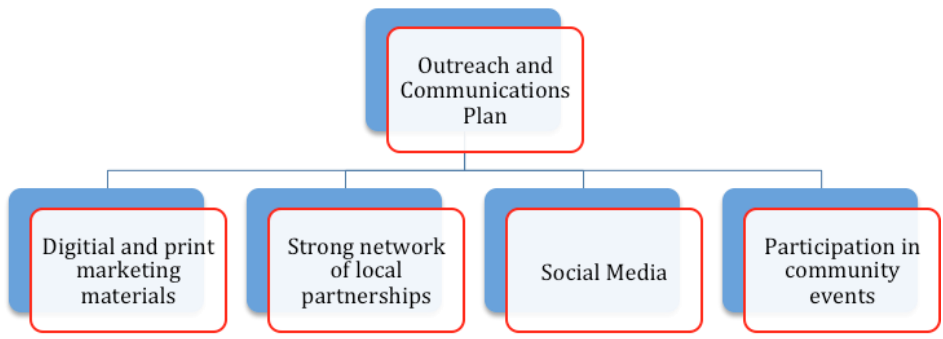 Outreach and
Communications
Plan
Digitial and print
marketing
materials
Strong network
of local
partnerships
Social Media
Participation in
community
events